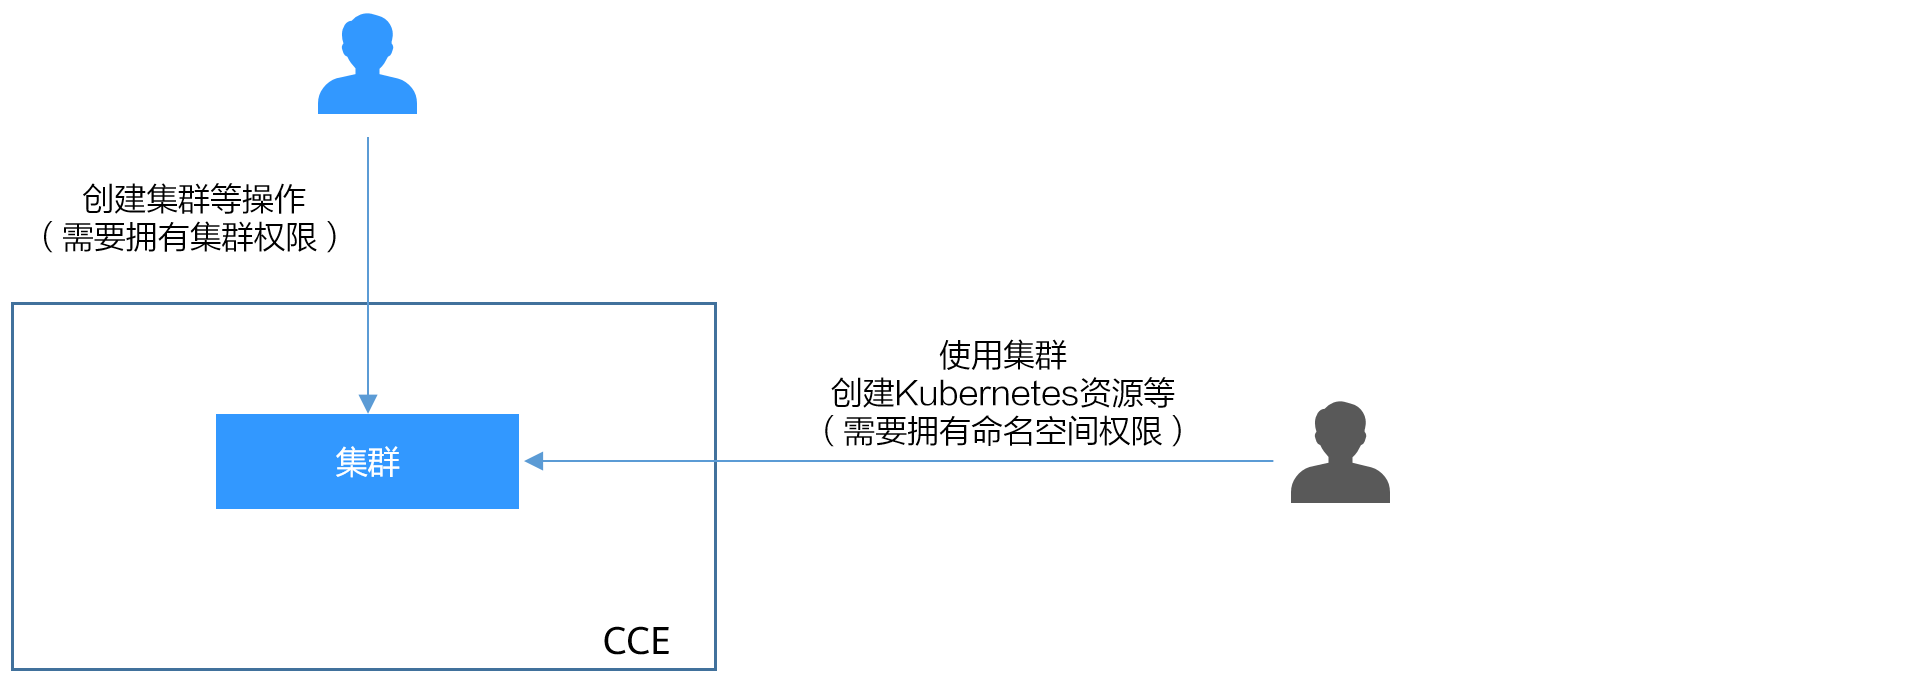 创建集群等操作
（需要拥有集群权限）
使用集群
创建Kubernetes资源等
（需要拥有命名空间权限）
集群
CCE